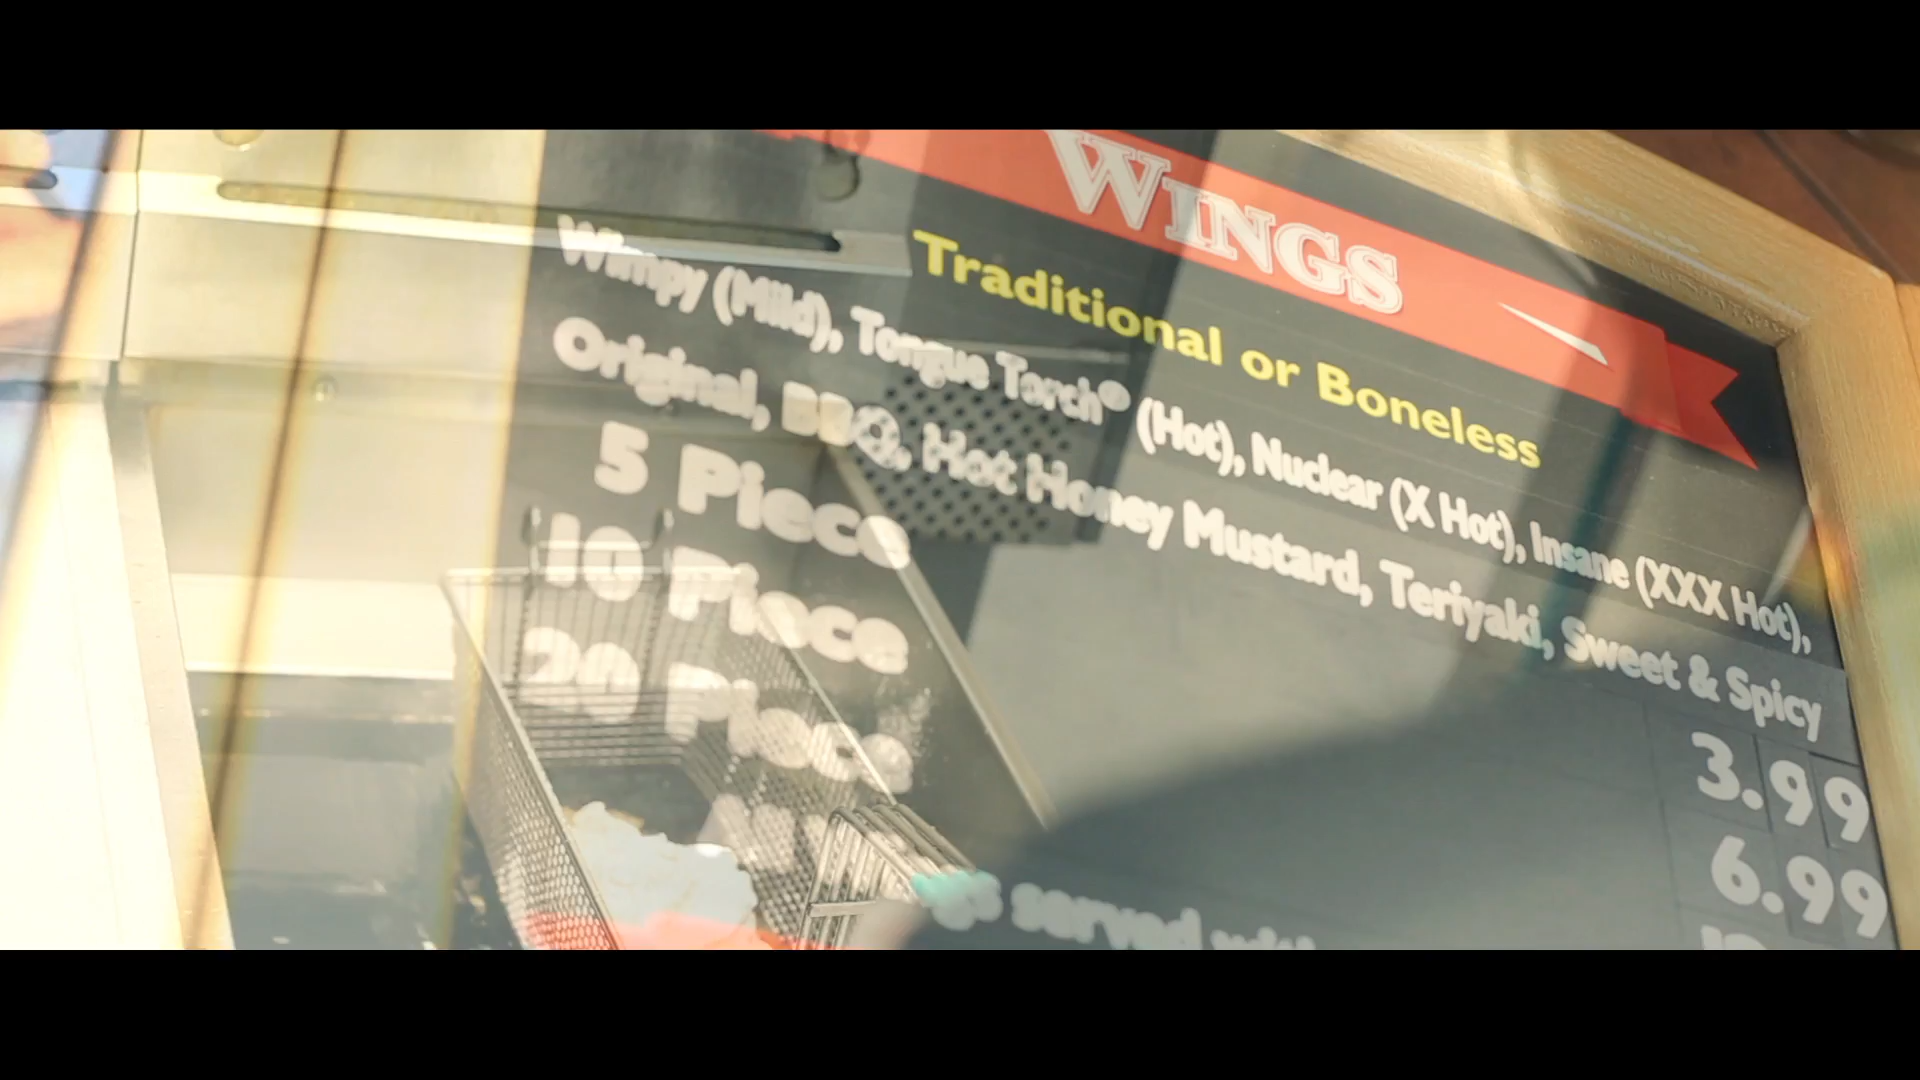 WINGS
Traditional or Boneless
Wimpy (Mild), Tongue Torch® (Hot), Nuclear (X Hot), Insane (XXX Hot),
Original, BBQ, Hot Honey Mustard, Teriyaki, Sweet & Spicy
5 Piece 3.99
10 Piece 6.99
20 Piece
served with